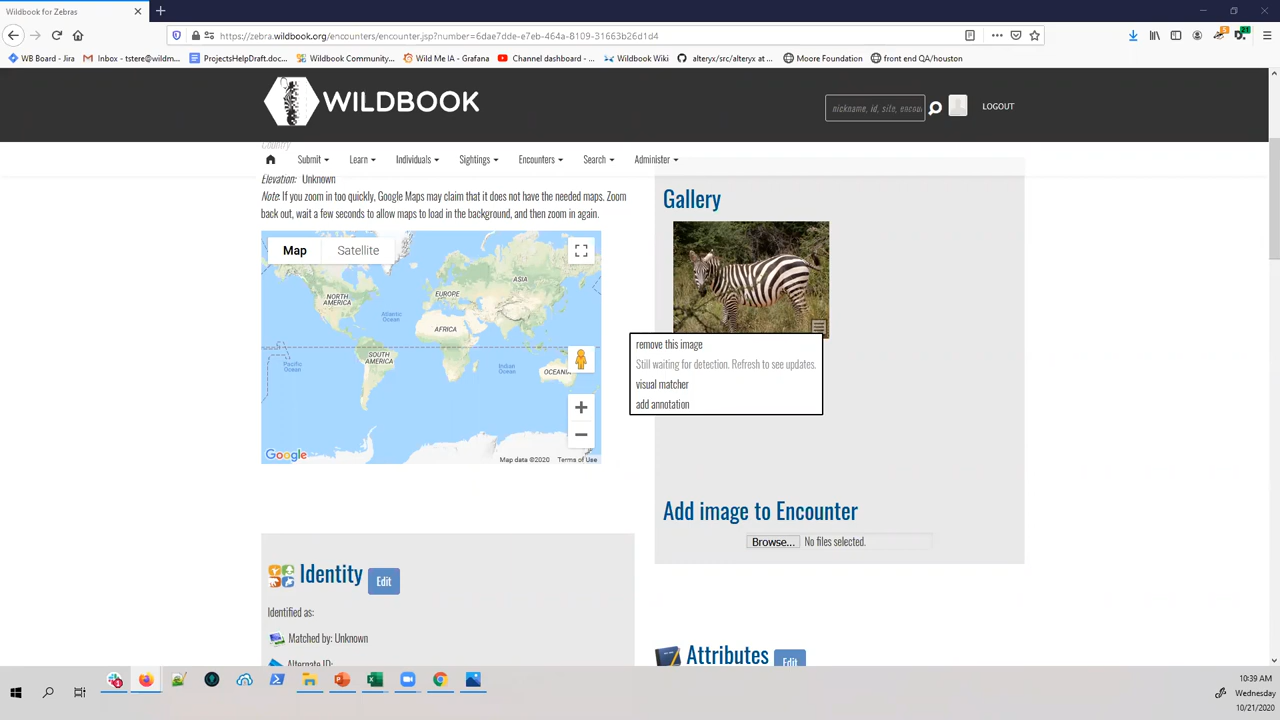 Wildbook for Zebras
https://zebra.wildbook.org/encounters/encounter.jsp?number=6dae7dde-e7eb-464a-8109-31663b26d1d4
WB Board - Jira
Inbox - tstere@wildm...
ProjectsHelpDraft.doc...
Wildbook Community...
Wild Me IA - Grafana
Channel dashboard - ...
Wildbook Wiki
alteryx/src/alteryx at ...
Moore Foundation
front end QA/houston
WILDBOOK
nickname, id, site, encou
LOGOUT
Country
Submit
Learn
Individuals
Sightings
Encounters
Search
Administer
Elevation: Unknown
Note: If you zoom in too quickly, Google Maps may claim that it does not have the needed maps. Zoom
back out, wait a few seconds to allow maps to load in the background, and then zoom in again.
Map
Satellite
NORTH
AMERICA
EUROPE
ASIA
Atlantic
Ocean
AFRICA
SOUTH
AMERICA
Pacific
Ocean
Indian
Ocean
OCEANI
Google
Map data ©2020
Terms of Use
Gallery
remove this image
Still waiting for detection. Refresh to see updates.
visual matcher
add annotation
Add image to Encounter
Browse... No files selected.
Identity
Edit
Identified as:
Matched by: Unknown
Alternate ID:
Attributes
Edit
10:39 AM
Wednesday
10/21/2020